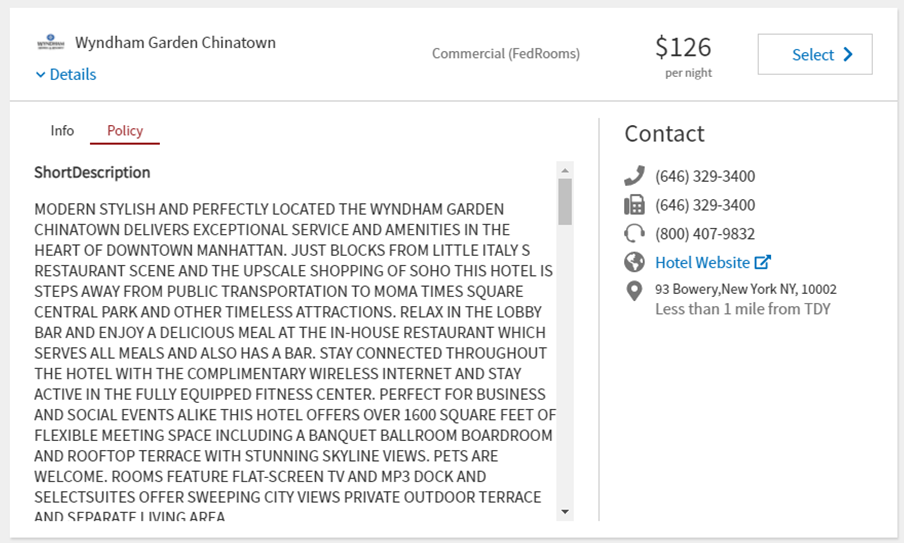 Wyndham Garden Chinatown
Details
Commercial (FedRooms)
$126
per night
Select
Info
Policy
ShortDescription
MODERN STYLISH AND PERFECTLY LOCATED THE WYNDHAM GARDEN
CHINATOWN DELIVERS EXCEPTIONAL SERVICE AND AMENITIES IN THE
HEART OF DOWNTOWN MANHATTAN. JUST BLOCKS FROM LITTLE ITALY S
RESTAURANT SCENE AND THE UPSCALE SHOPPING OF SOHO THIS HOTEL IS
STEPS AWAY FROM PUBLIC TRANSPORTATION TO MOMA TIMES SQUARE
CENTRAL PARK AND OTHER TIMELESS ATTRACTIONS. RELAX IN THE LOBBY
BAR AND ENJOY A DELICIOUS MEAL AT THE IN-HOUSE RESTAURANT WHICH
SERVES ALL MEALS AND ALSO HAS A BAR. STAY CONNECTED THROUGHOUT
THE HOTEL WITH THE COMPLIMENTARY WIRELESS INTERNET AND STAY
ACTIVE IN THE FULLY EQUIPPED FITNESS CENTER. PERFECT FOR BUSINESS
AND SOCIAL EVENTS ALIKE THIS HOTEL OFFERS OVER 1600 SQUARE FEET OF
FLEXIBLE MEETING SPACE INCLUDING A BANQUET BALLROOM BOARDROOM
AND ROOFTOP TERRACE WITH STUNNING SKYLINE VIEWS. PETS ARE
WELCOME. ROOMS FEATURE FLAT-SCREEN TV AND MP3 DOCK AND
SELECTSUITES OFFER SWEEPING CITY VIEWS PRIVATE OUTDOOR TERRACE
AND SEPARATE LIVING AREA
Contact
(646) 329-3400
(646) 329-3400
(800) 407-9832
Hotel Website
93 Bowery,New York NY, 10002
Less than 1 mile from TDY